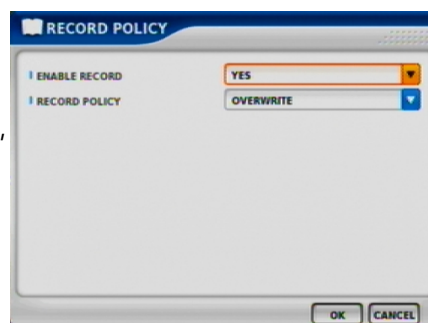 RECORD POLICY
ENABLE RECORD YES
RECORD POLICY OVERWRITE
,
OK CANCEL